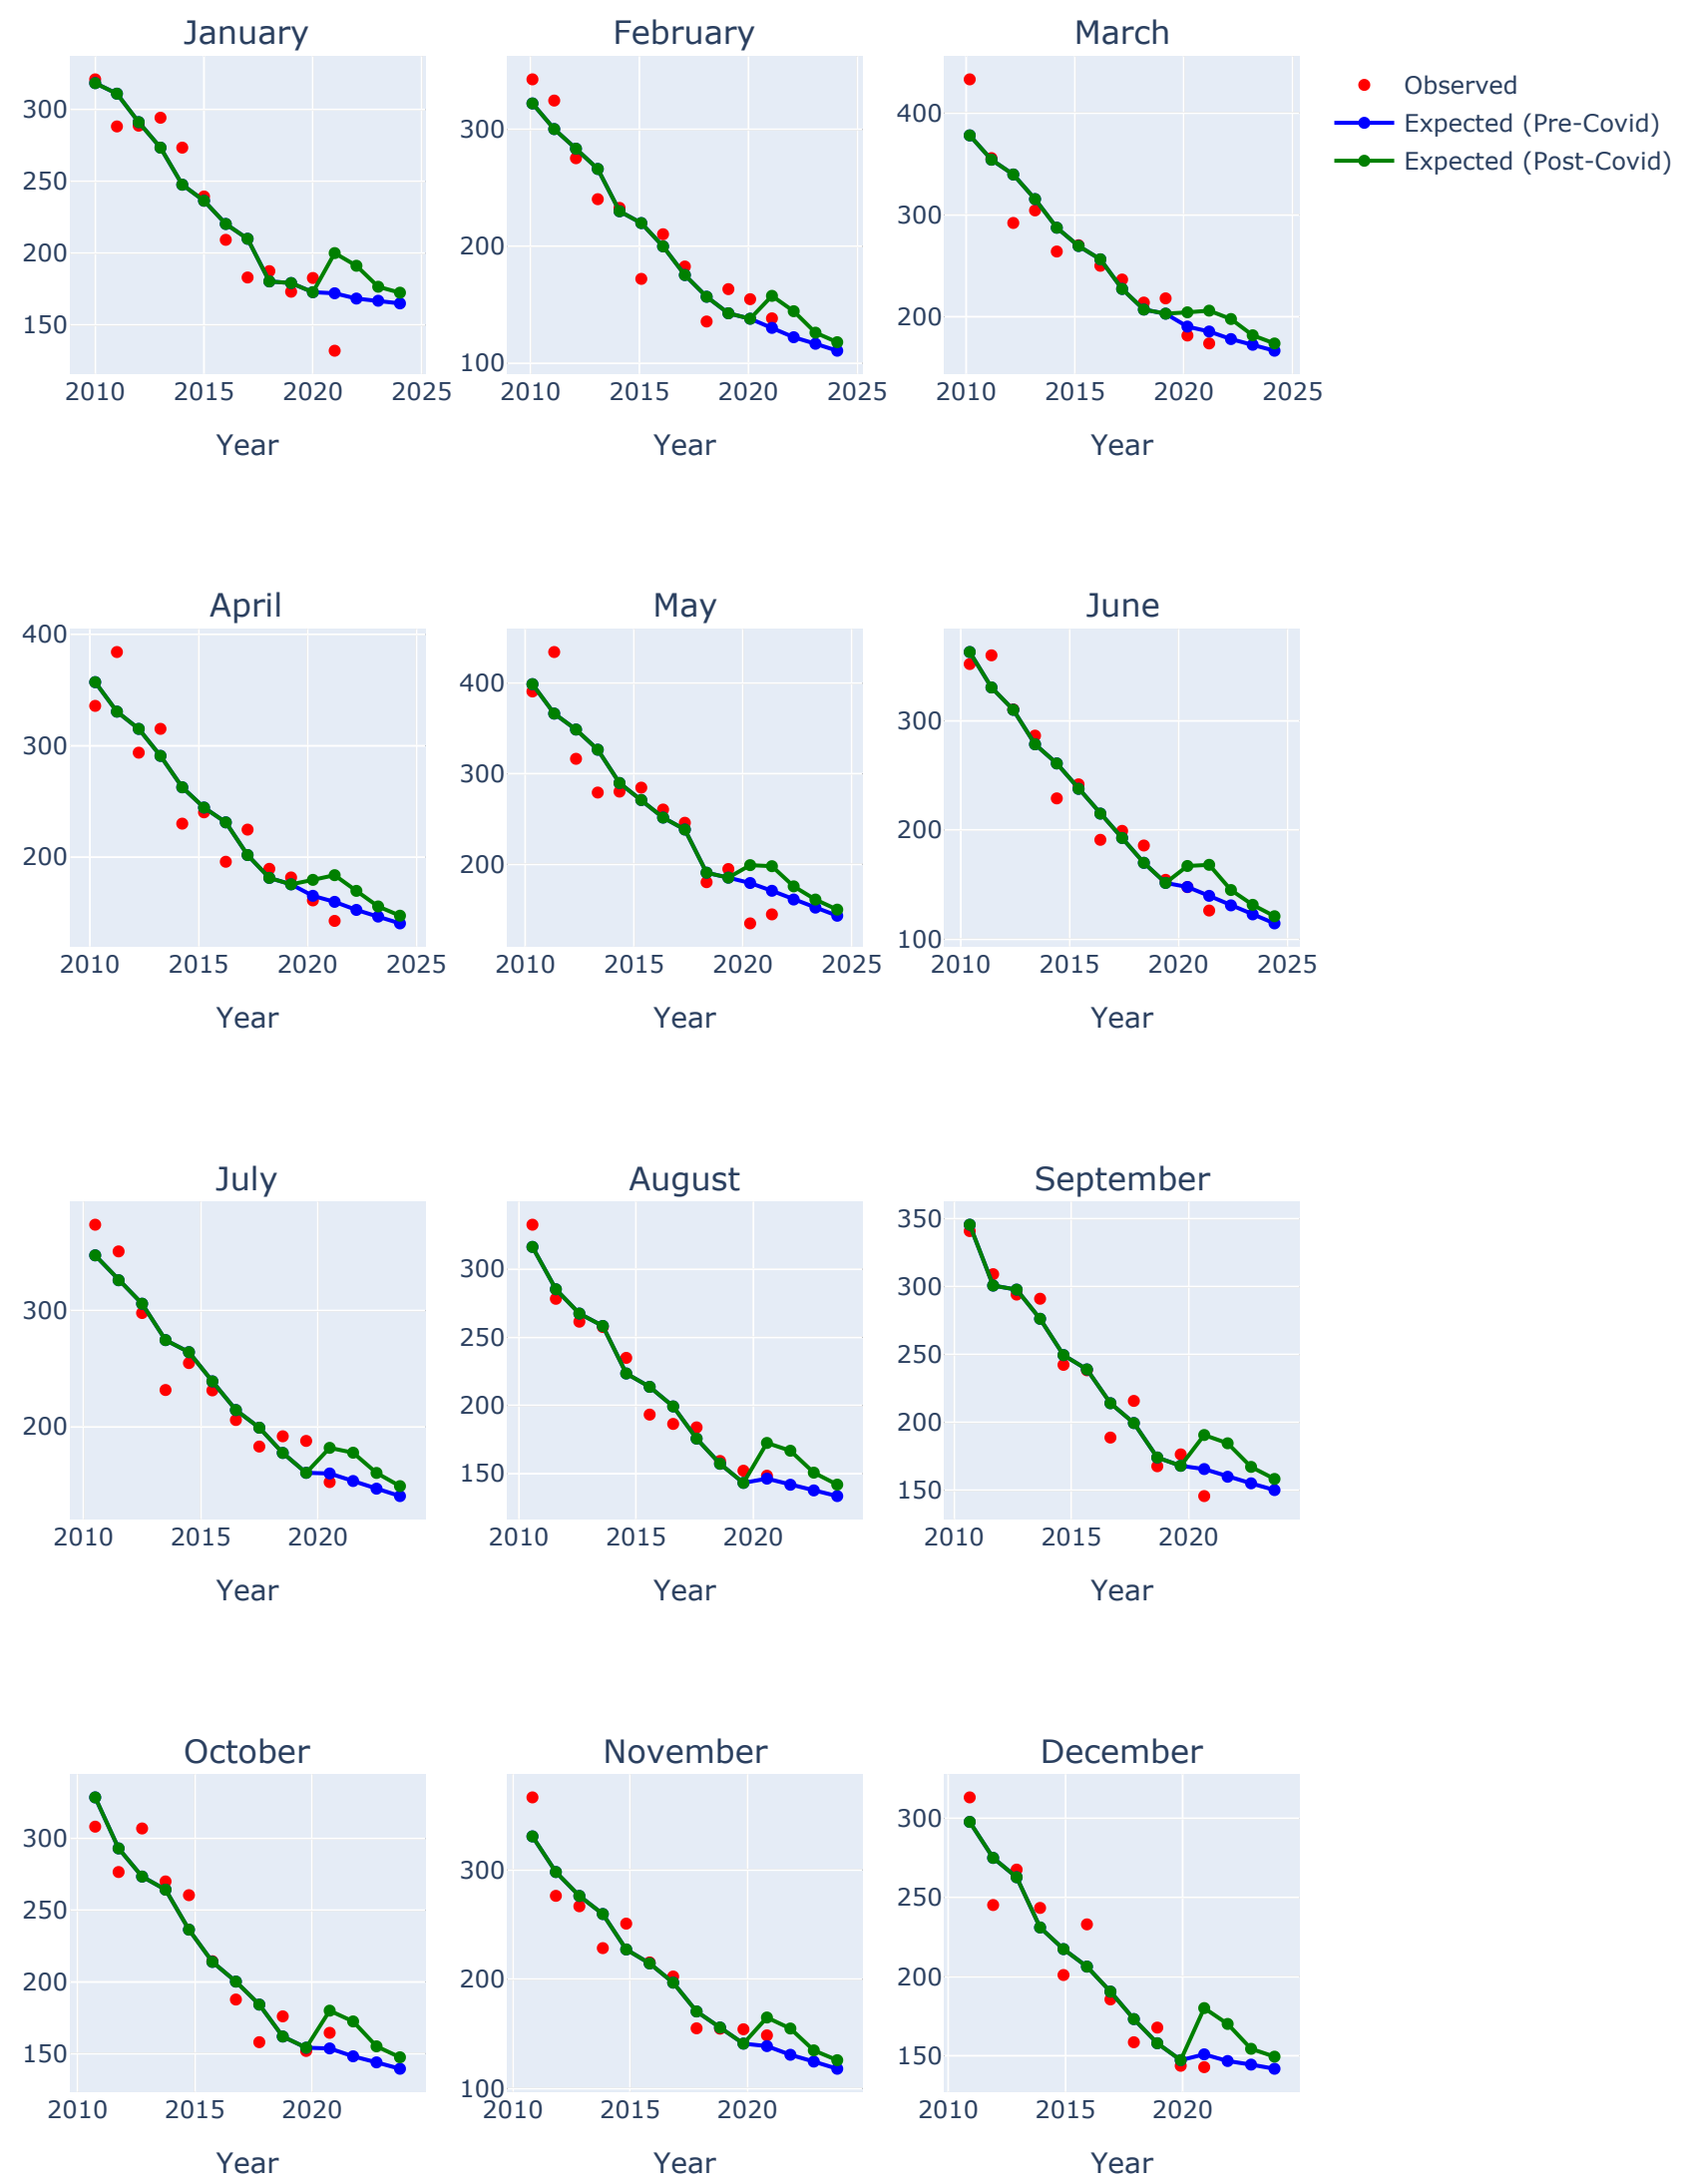 January February March
300
250
200
150
2010 2015 2020 2025
Year
300
200
100
2010 2015 2020 2025
Year
400
300
200
2010 2015 2020 2025
Year
Observed
Expected (Pre-Covid)
Expected (Post-Covid)
April May June
400
300
200
2010 2015 2020 2025
Year
400
300
200
2010 2015 2020 2025
Year
300
200
100
2010 2015 2020 2025
Year
July August September
300
200
2010 2015 2020
Year
300
250
200
150
2010 2015 2020
Year
350
300
250
200
150
2010 2015 2020
Year
October November December
300
250
200
150
2010 2015 2020
Year
300
200
100
2010 2015 2020
Year
300
250
200
150
2010 2015 2020
Year